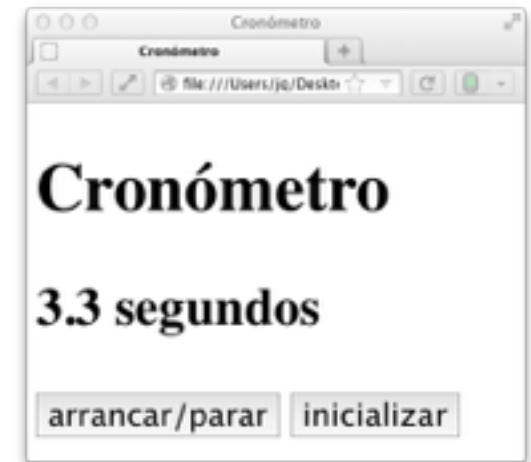 Cronómetro
Cronómetro
file:///Users/jq/Deskto
Cronómetro
3.3 segundos
arrancar/parar inicializar